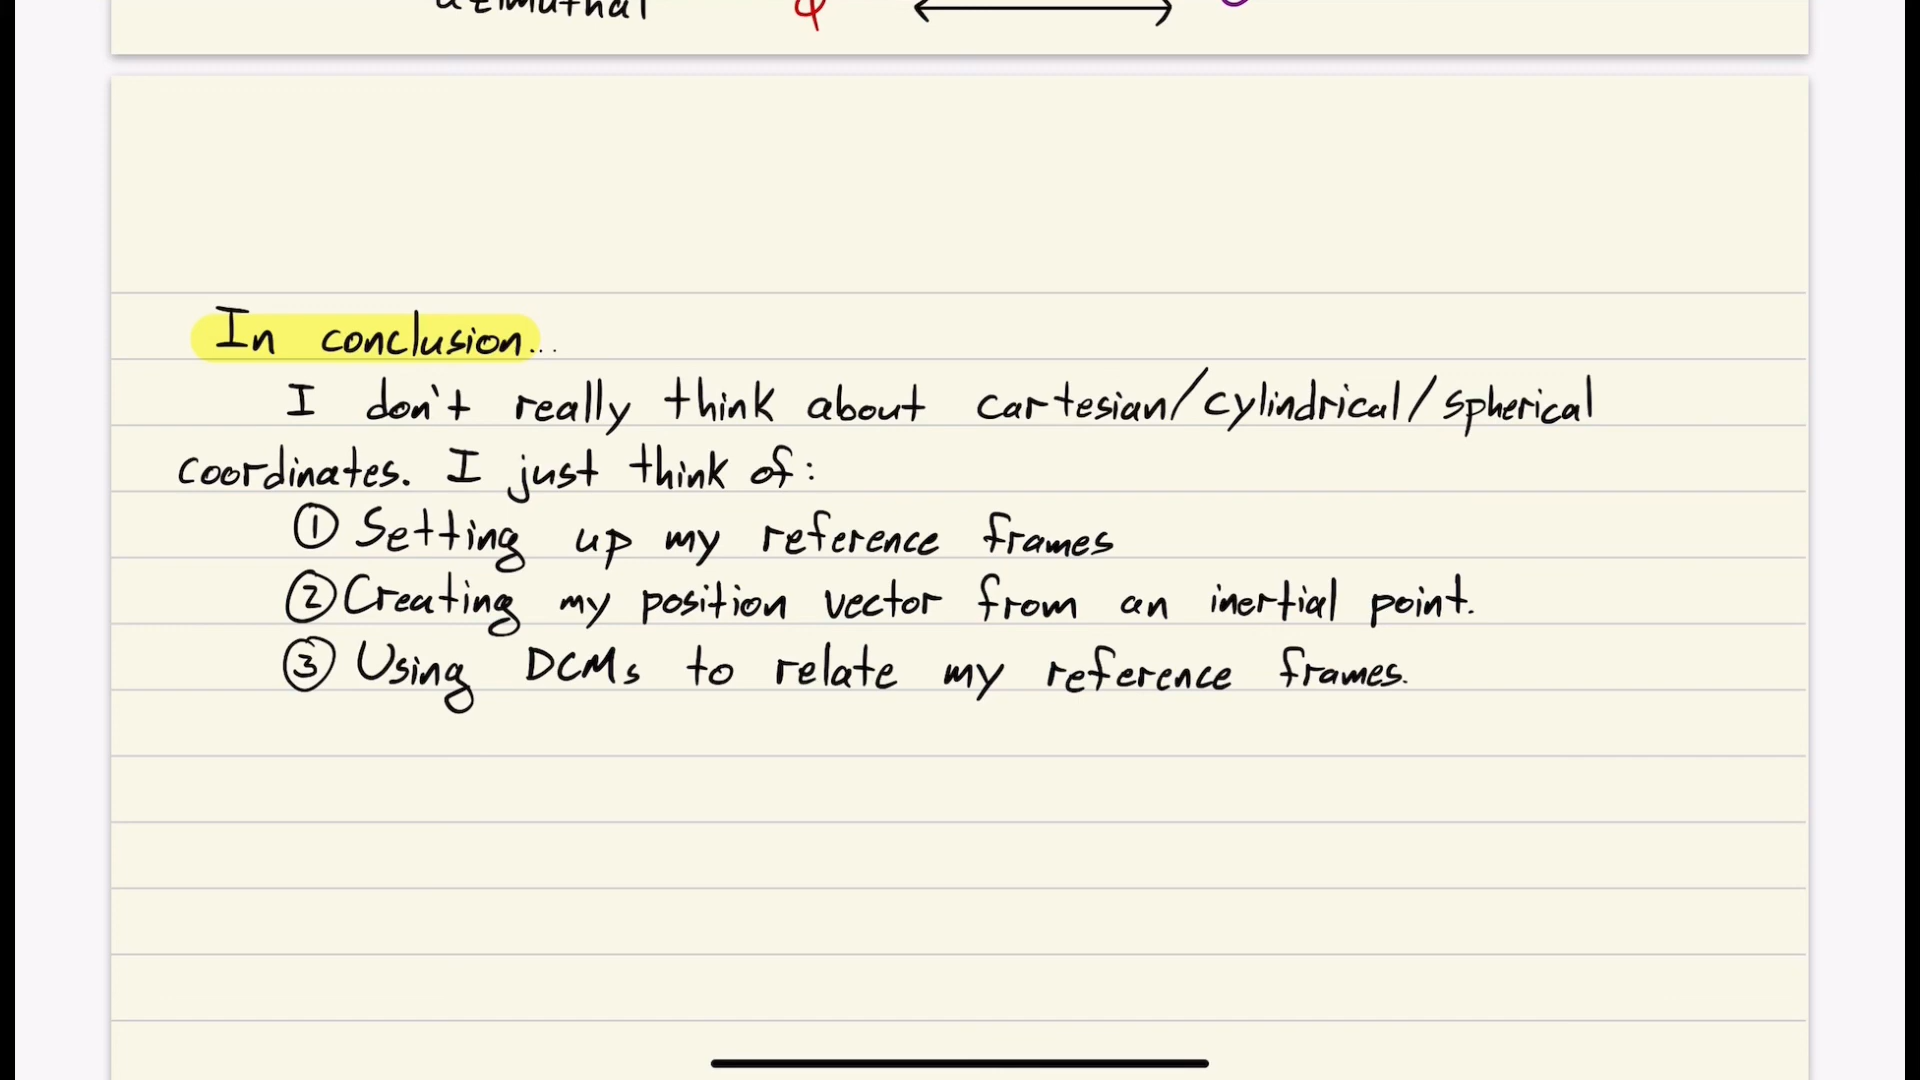 azimuthal φ
In conclusion...
I don't really think about cartesian/cylindrical/spherical
coordinates. I just think of:
① Setting up my reference frames
② Creating my position vector from an inertial point.
③ Using DCMs to relate my reference frames.